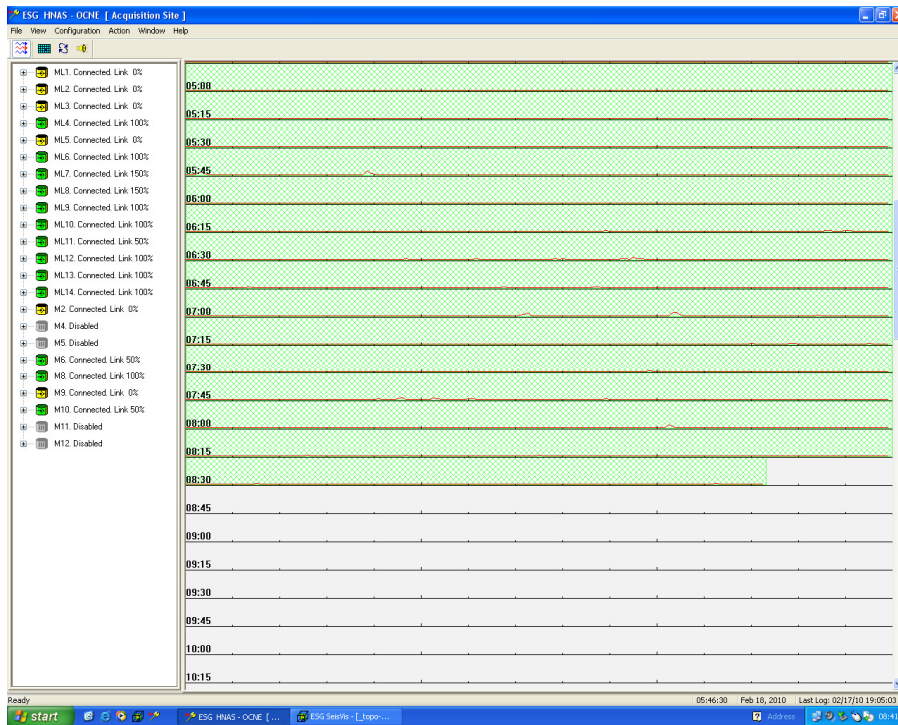 ESG HNAS - OCNE [ Acquisition Site ]
File View Configuration Action Window Help
ML1. Connected. Link 0%
ML2. Connected. Link 0%
ML3. Connected. Link 0%
ML4. Connected. Link 100%
ML5. Connected. Link 0%
ML6. Connected. Link 100%
ML7. Connected. Link 150%
ML8. Connected. Link 150%
ML9. Connected. Link 100%
ML10. Connected. Link 100%
ML11. Connected. Link 50%
ML12. Connected. Link 100%
ML13. Connected. Link 100%
ML14. Connected. Link 100%
M2. Connected. Link 0%
M4. Disabled
M5. Disabled
M6. Connected. Link 50%
M8. Connected. Link 100%
M9. Connected. Link 0%
M10. Connected. Link 50%
M11. Disabled
M12. Disabled
05:00
05:15
05:30
05:45
06:00
06:15
06:30
06:45
07:00
07:15
07:30
07:45
08:00
08:15
08:30
08:45
09:00
09:15
09:30
09:45
10:00
10:15
Ready 05:46:30 Feb 18, 2010 Last Log: 02/17/10 19:05:03
start ESG HNAS - OCNE [ ... ESG SeisVis - [_topo-... Address 08:41